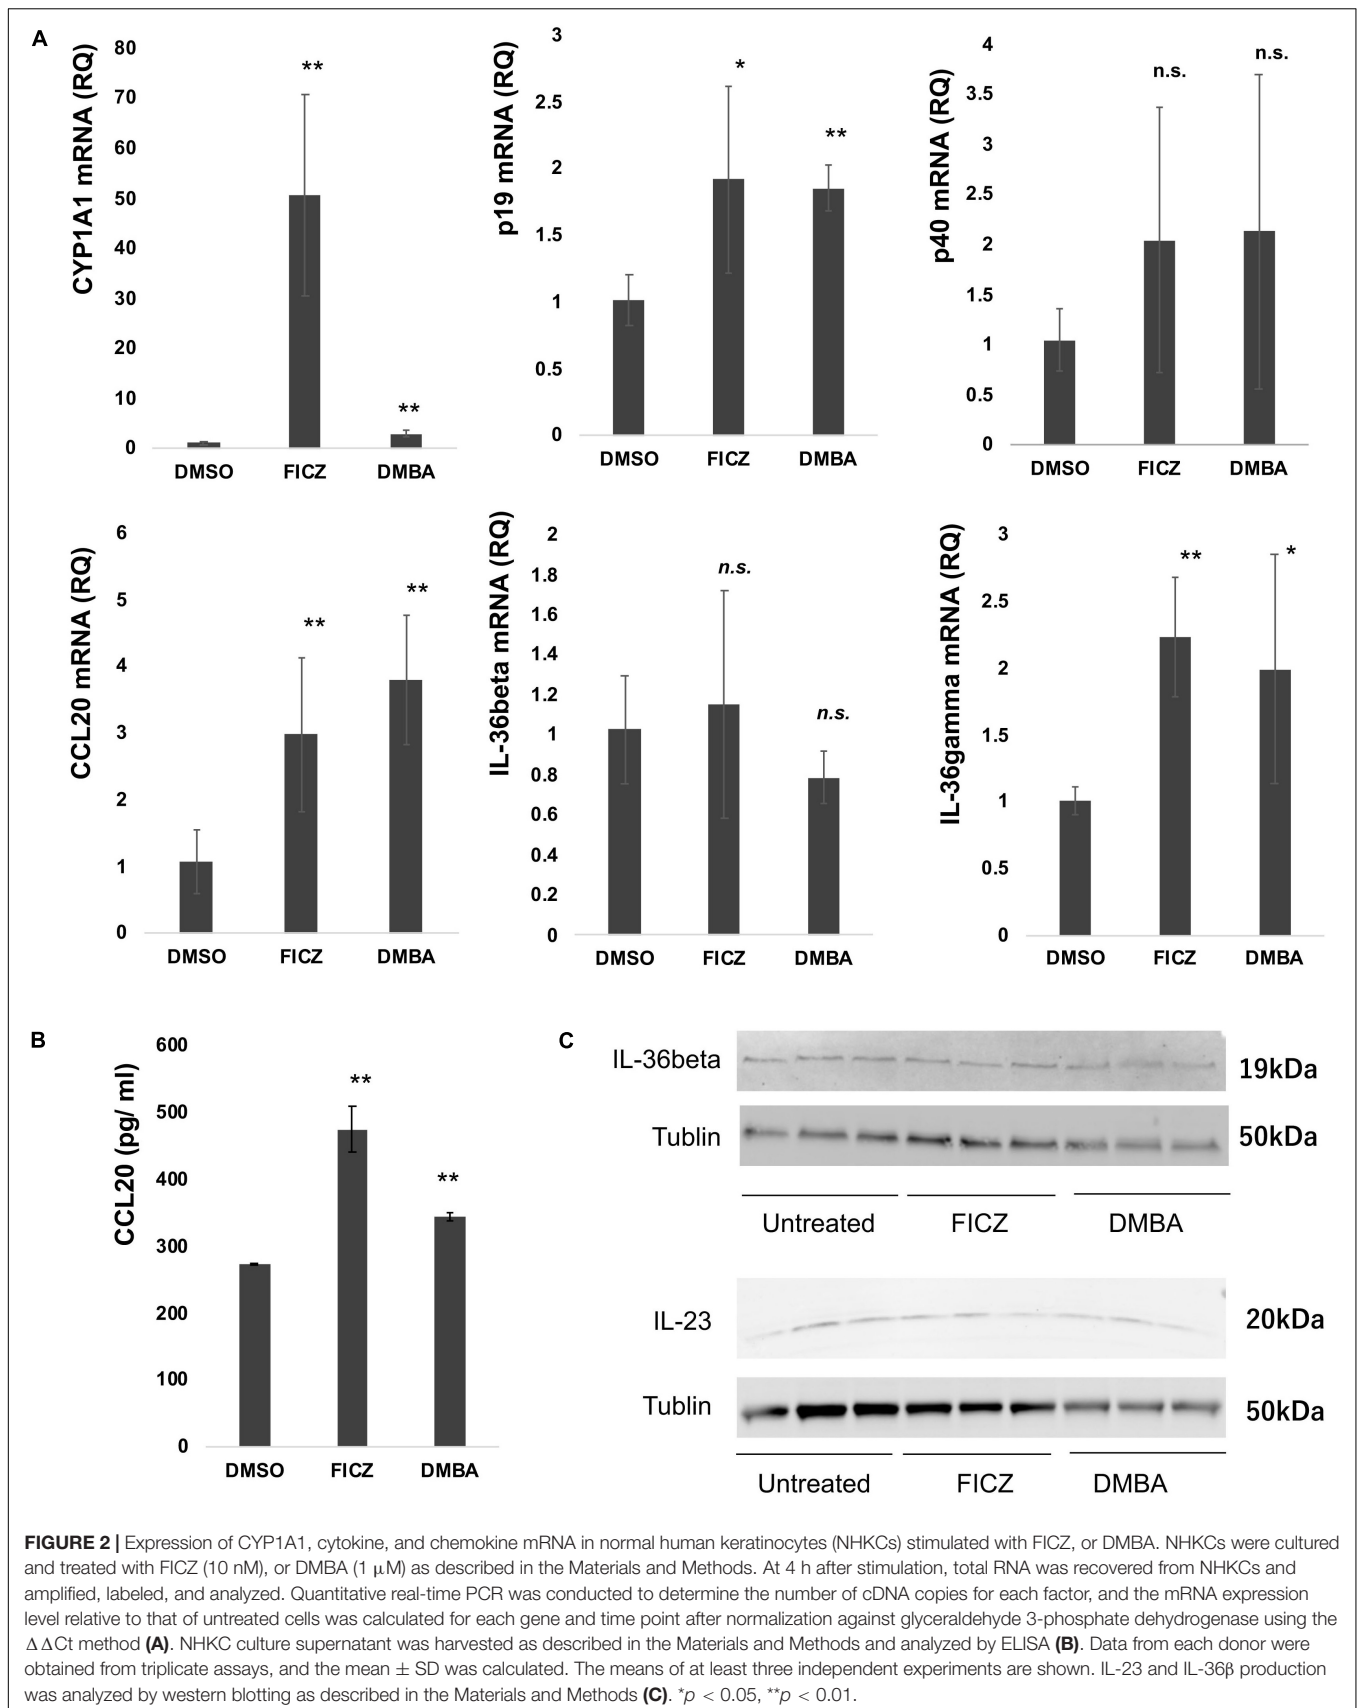 A
CYP1A1 mRNA (RQ)
80
70
60
50
40
30
20
10
0
**
**
DMSO FICZ DMBA
p19 mRNA (RQ)
3
2.5
2
1.5
1
0.5
0
*
**
DMSO FICZ DMBA
p40 mRNA (RQ)
4
3.5
3
2.5
2
1.5
1
0.5
0
n.s.
n.s.
DMSO FICZ DMBA
CCL20 mRNA (RQ)
6
5
4
3
2
1
0
**
**
DMSO FICZ DMBA
IL-36beta mRNA (RQ)
2
1.8
1.6
1.4
1.2
1
0.8
0.6
0.4
0.2
0
n.s.
n.s.
DMSO FICZ DMBA
IL-36gamma mRNA (RQ)
3
2.5
2
1.5
1
0.5
0
**
*
DMSO FICZ DMBA
B
CCL20 (pg/ ml)
600
500
400
300
200
100
0
**
**
DMSO FICZ DMBA
C
IL-36beta 19kDa
Tublin 50kDa
Untreated FICZ DMBA
IL-23 20kDa
Tublin 50kDa
Untreated FICZ DMBA
FIGURE 2 | Expression of CYP1A1, cytokine, and chemokine mRNA in normal human keratinocytes (NHKCs) stimulated with FICZ, or DMBA. NHKCs were cultured
and treated with FICZ (10 nM), or DMBA (1 μM) as described in the Materials and Methods. At 4 h after stimulation, total RNA was recovered from NHKCs and
amplified, labeled, and analyzed. Quantitative real-time PCR was conducted to determine the number of cDNA copies for each factor, and the mRNA expression
level relative to that of untreated cells was calculated for each gene and time point after normalization against glyceraldehyde 3-phosphate dehydrogenase using the
ΔΔCt method (A). NHKC culture supernatant was harvested as described in the Materials and Methods and analyzed by ELISA (B). Data from each donor were
obtained from triplicate assays, and the mean ± SD was calculated. The means of at least three independent experiments are shown. IL-23 and IL-36β production
was analyzed by western blotting as described in the Materials and Methods (C). *p < 0.05, **p < 0.01.